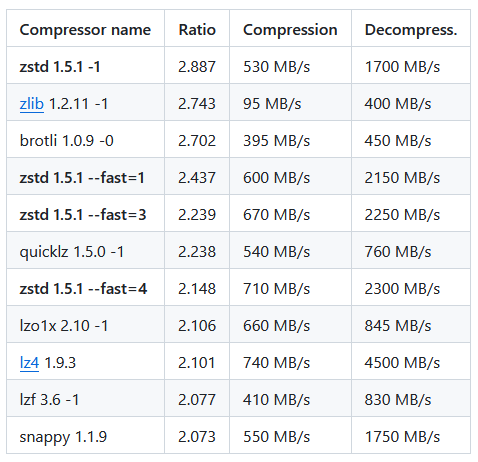 Compressor name Ratio Compression Decompress.
zstd 1.5.1 -1 2.887 530 MB/s 1700 MB/s
zlib 1.2.11 -1 2.743 95 MB/s 400 MB/s
brotli 1.0.9 -0 2.702 395 MB/s 450 MB/s
zstd 1.5.1 --fast=1 2.437 600 MB/s 2150 MB/s
zstd 1.5.1 --fast=3 2.239 670 MB/s 2250 MB/s
quicklz 1.5.0 -1 2.238 540 MB/s 760 MB/s
zstd 1.5.1 --fast=4 2.148 710 MB/s 2300 MB/s
lzo1x 2.10 -1 2.106 660 MB/s 845 MB/s
lz4 1.9.3 2.101 740 MB/s 4500 MB/s
lzf 3.6 -1 2.077 410 MB/s 830 MB/s
snappy 1.1.9 2.073 550 MB/s 1750 MB/s